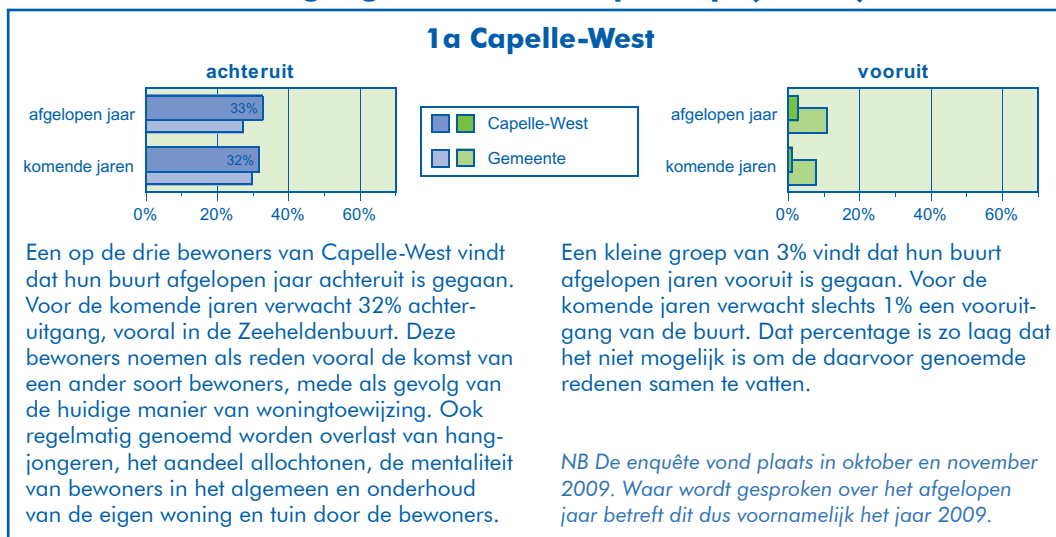 1a Capelle-West
achteruit
afgelopen jaar
33%
komende jaren
32%
0% 20% 40% 60%
Capelle-West
Gemeente
vooruit
afgelopen jaar
komende jaren
0% 20% 40% 60%
Een op de drie bewoners van Capelle-West vindt
dat hun buurt afgelopen jaar achteruit is gegaan.
Voor de komende jaren verwacht 32% achter-
uitgang, vooral in de Zeeheldenbuurt. Deze
bewoners noemen als reden vooral de komst van
een ander soort bewoners, mede als gevolg van
de huidige manier van woningtoewijzing. Ook
regelmatig genoemd worden overlast van hang-
jongeren, het aandeel allochtonen, de mentaliteit
van bewoners in het algemeen en onderhoud
van de eigen woning en tuin door de bewoners.
Een kleine groep van 3% vindt dat hun buurt
afgelopen jaren vooruit is gegaan. Voor de
komende jaren verwacht slechts 1% een vooruit-
gang van de buurt. Dat percentage is zo laag dat
het niet mogelijk is om de daarvoor genoemde
redenen samen te vatten.
NB De enquête vond plaats in oktober en november
2009. Waar wordt gesproken over het afgelopen
jaar betreft dit dus voornamelijk het jaar 2009.